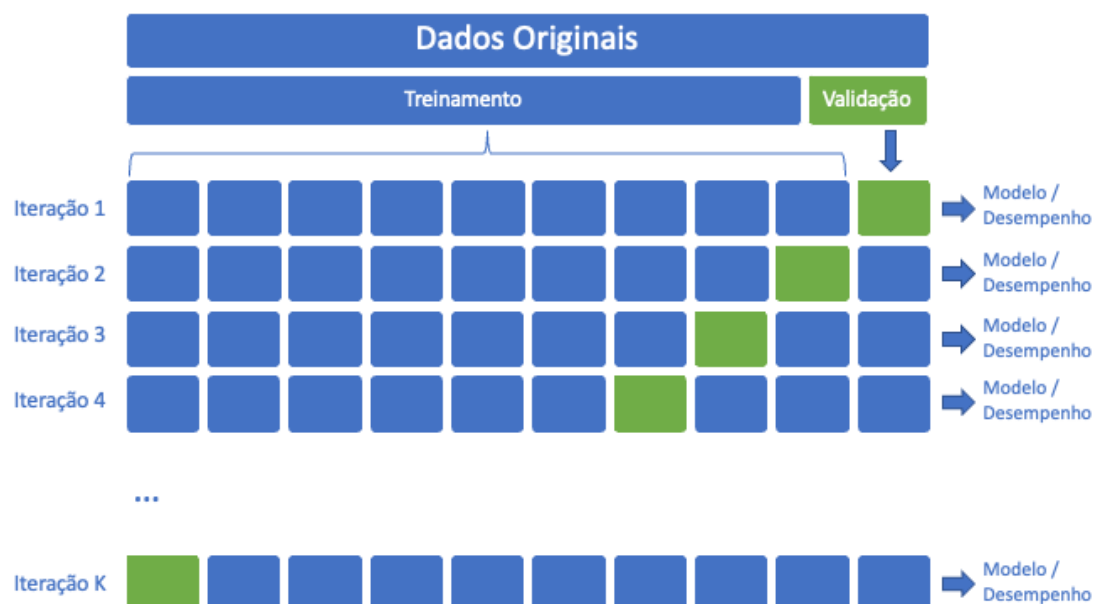 Dados Originais
Treinamento
Validação
Iteração 1
Modelo /
Desempenho
Iteração 2
Modelo /
Desempenho
Iteração 3
Modelo /
Desempenho
Iteração 4
Modelo /
Desempenho
...
Iteração K
Modelo /
Desempenho